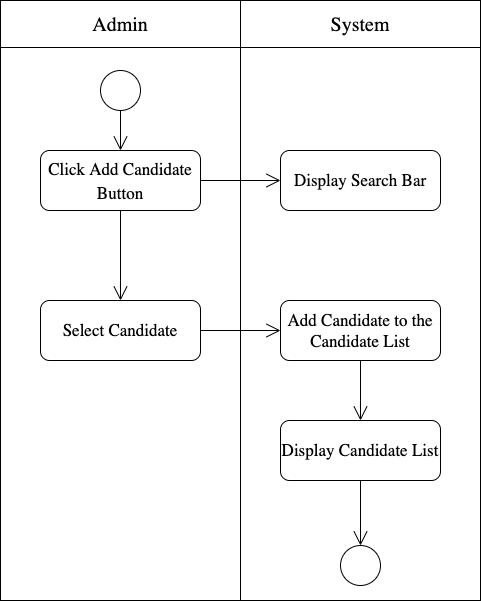 Admin
System
Click Add Candidate
Button
Display Search Bar
Select Candidate
Add Candidate to the
Candidate List
Display Candidate List